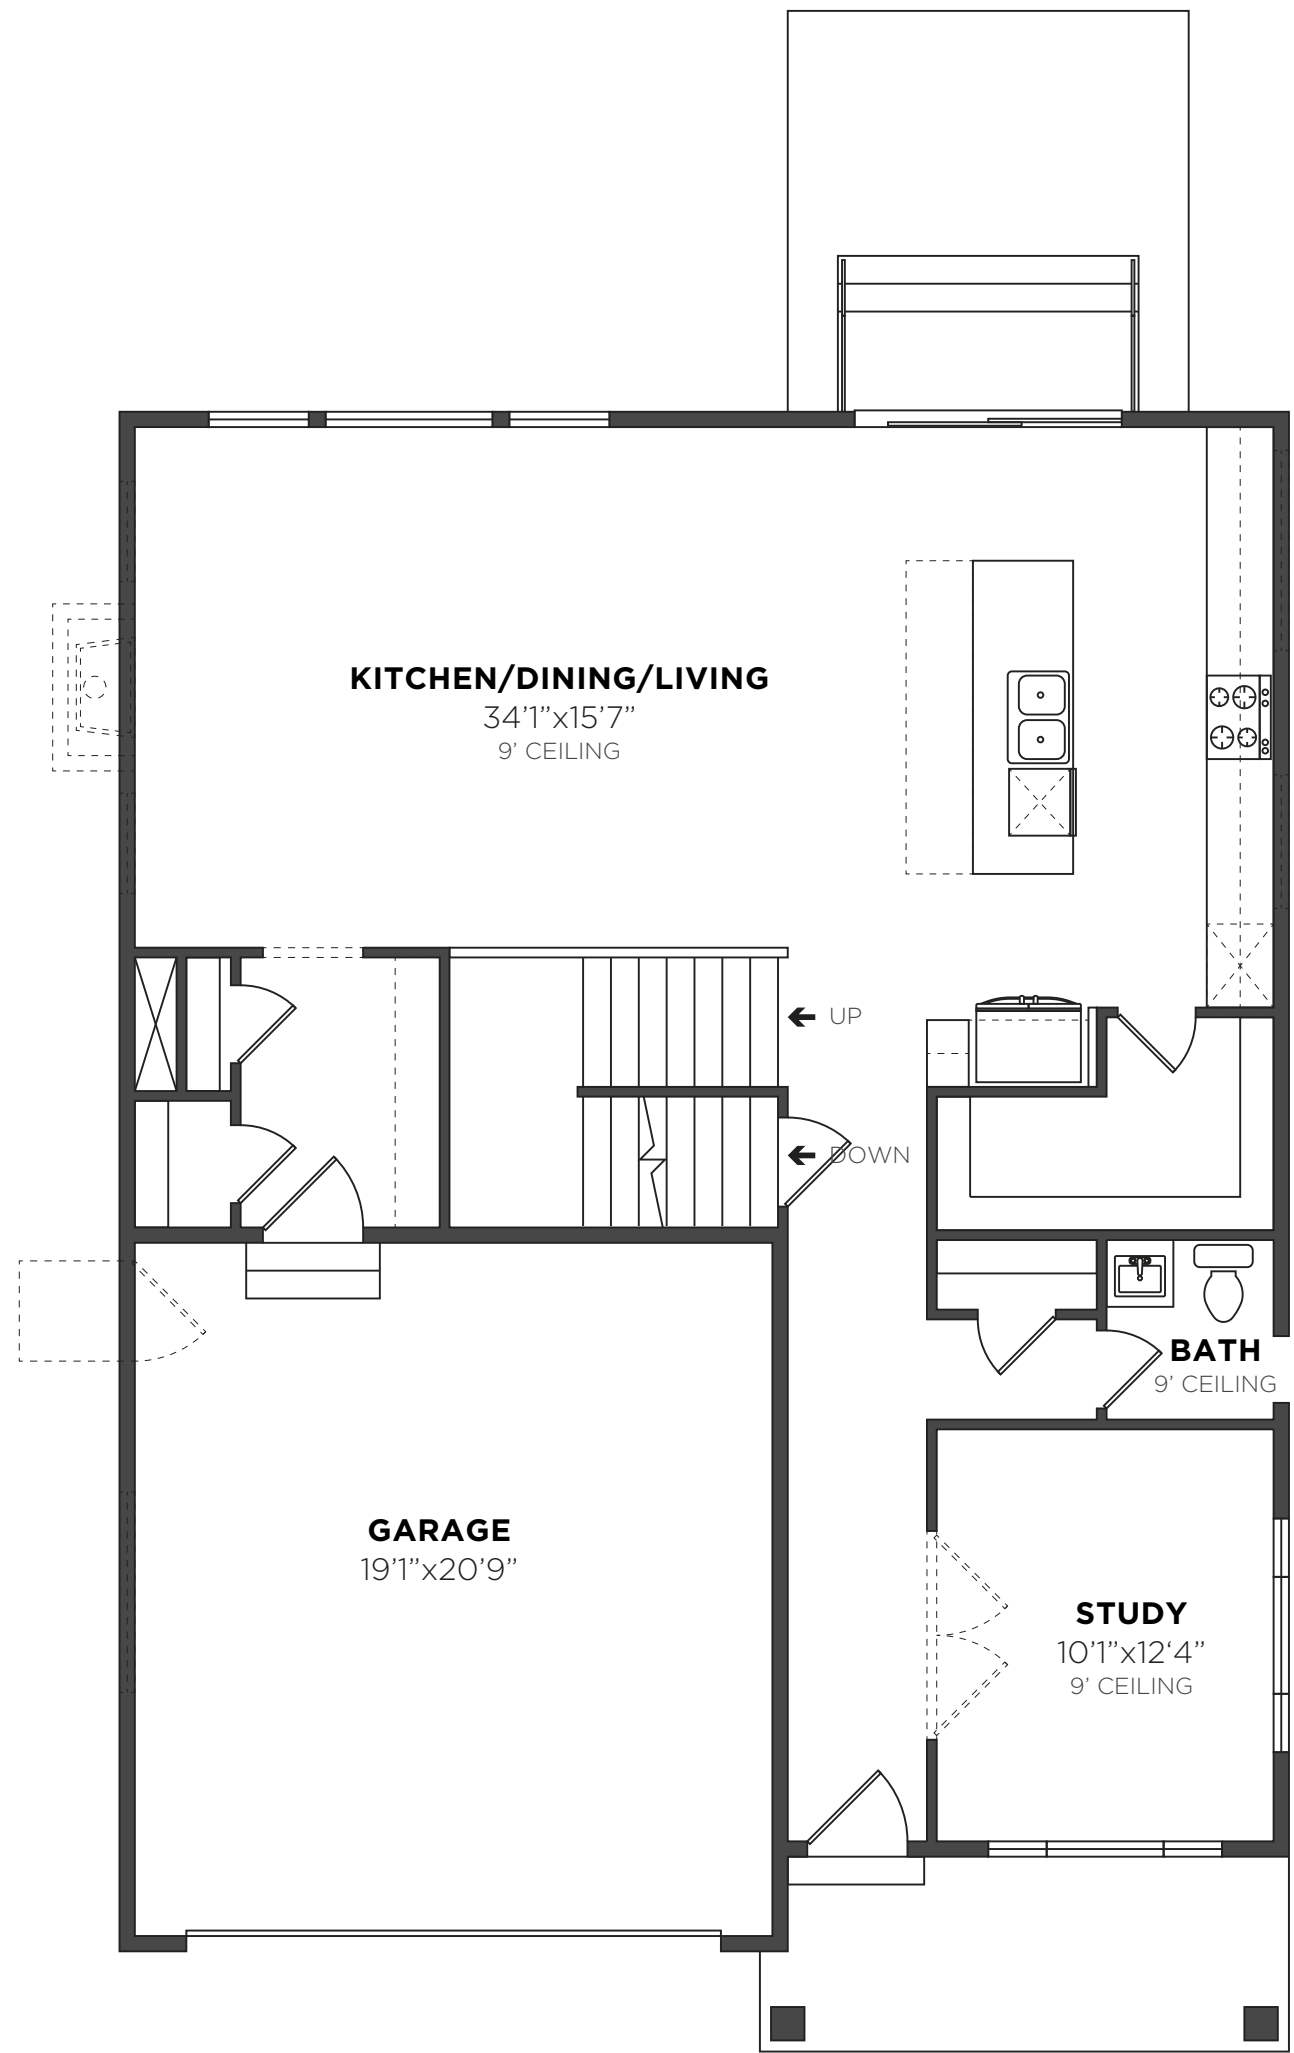 KITCHEN/DINING/LIVING
34'1”x15'7”
9' CEILING
UP
DOWN
BATH
9' CEILING
GARAGE
19'1”x20'9”
STUDY
10'1”x12‘4”
9' CEILING